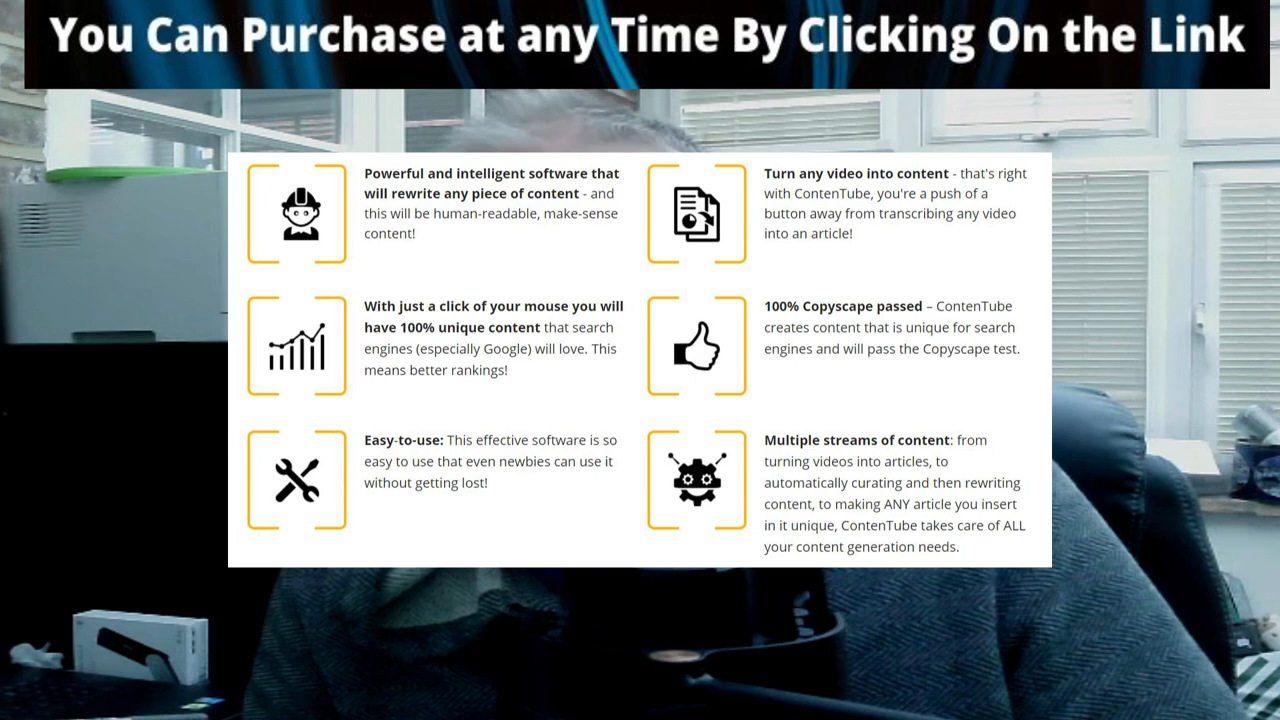 You Can Purchase at any Time By Clicking On the Link
Powerful and intelligent software that
will rewrite any piece of content - and
this will be human-readable, make-sense
content!
Turn any video into content - that's right
with ContenTube, you're a push of a
button away from transcribing any video
into an article!
With just a click of your mouse you will
have 100% unique content that search
engines (especially Google) will love. This
means better rankings!
100% Copyscape passed – ContenTube
creates content that is unique for search
engines and will pass the Copyscape test.
Easy-to-use: This effective software is so
easy to use that even newbies can use it
without getting lost!
Multiple streams of content: from
turning videos into articles, to
automatically curating and then rewriting
content, to making ANY article you insert
in it unique, ContenTube takes care of ALL
your content generation needs.